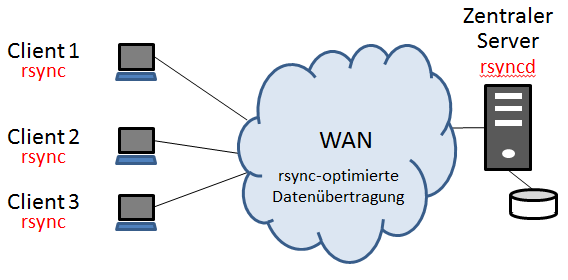 Client 1
rsync
Client 2
rsync
Client 3
rsync
WAN
rsync-optimierte
Datenübertragung
Zentraler
Server
rsyncd